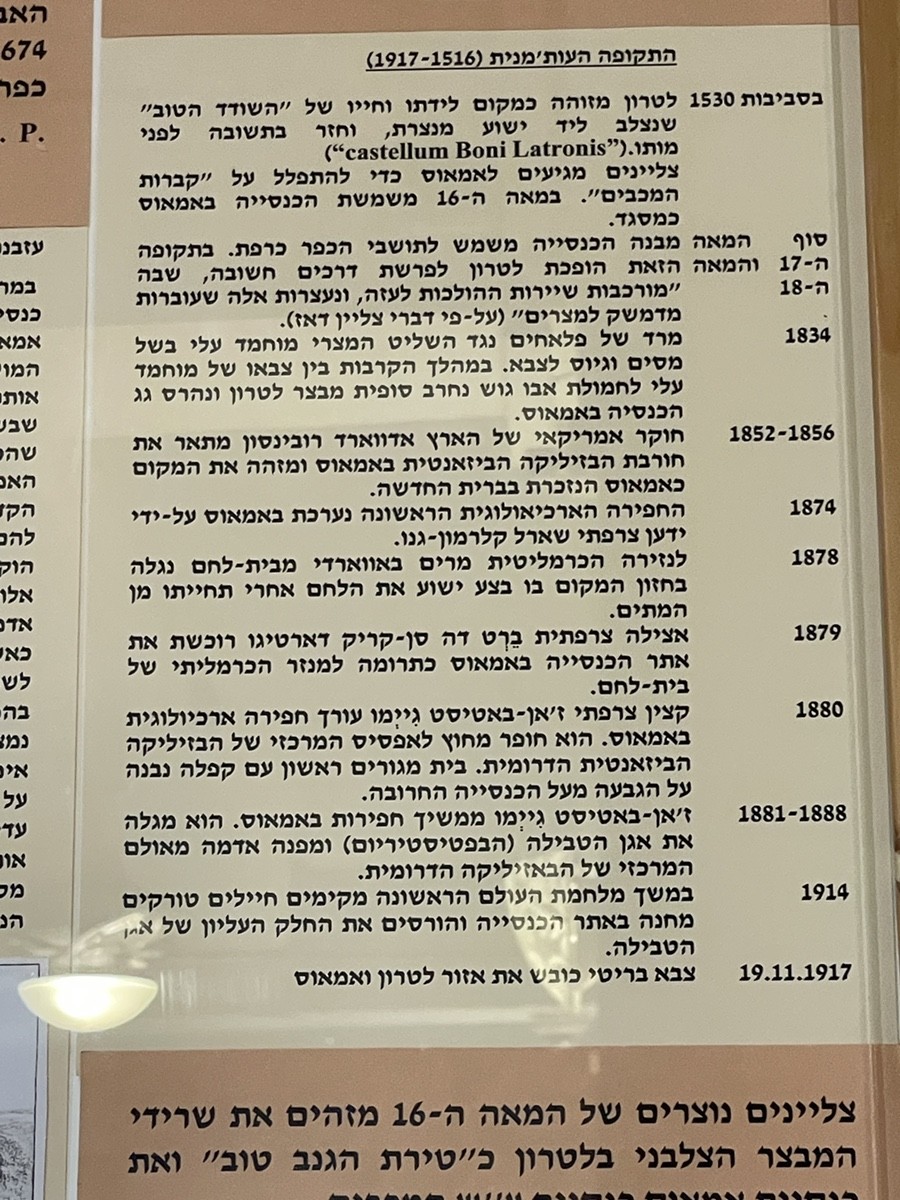 התקופה העות׳מנית (1917-1516)
בסביבות 1530 לטרון מזוהה כמקום לידתו וחייו של ״השודד הטוב״
שנצלב ליד ישוע מנצרת, וחזר בתשובה לפני
מותו.(“castellum Boni Latronis”)
צליינים מגיעים לאמאוס כדי להתפלל על ״קברות
המכבים״. במאה ה-16 משמשת הכנסייה באמאוס
כמסגד.
סוף המאה מבנה הכנסייה משמש לתושבי הכפר כרפת. בתקופה
ה-17 והמאה הזאת הופכת לטרון לפרשת דרכים חשובה, שבה
ה-18 ״מורכבות שיירות ההולכות לעזה, ונעצרות אלה שעוברות
מדמשק למצרים״ (על-פי דברי צליין דאז).
1834 מרד של פלאחים נגד השליט המצרי מוחמד עלי בשל
מסים וגיוס לצבא. במהלך הקרבות בין צבאו של מוחמד
עלי לחמולת אבו גוש נחרב סופית מבצר לטרון ונהרס גג
הכנסיה באמאוס.
1852-1856 חוקר אמריקאי של הארץ אדווארד רובינסון מתאר את
חורבת הבזיליקה הביזאנטית באמאוס ומזהה את המקום
כאמאוס הנזכרת בברית החדשה.
1874 החפירה הארכיאולוגית הראשונה נערכת באמאוס על-ידי
ידען צרפתי שארל קלרמון-גנו.
1878 לנזירה הכרמליטית מרים באווארדי מבית-לחם נגלה
בחזון המקום בו בצע ישוע את הלחם אחרי תחייתו מן
המתים.
1879 אצילה צרפתית בֵּרְט דה סן-קריק דארטיגו רוכשת את
אתר הכנסייה באמאוס כתרומה למנזר הכרמליתי של
בית-לחם.
1880 קצין צרפתי ז׳אן-באטיסט גִייְמו עורך חפירה ארכיולוגית
באמאוס. הוא חופר מחוץ לאפסיס המרכזי של הבזיליקה
הביזאנטית הדרומית. בית מגורים ראשון עם קפלה נבנה
על הגבעה מעל הכנסייה החרובה.
1881-1888 ז׳אן-באטיסט גִייְמו ממשיך חפירות באמאוס. הוא מגלה
את אגן הטבילה (הבפטיסטיריום) ומפנה אדמה מאולם
המרכזי של הבאזיליקה הדרומית.
1914 במשך מלחמת העולם הראשונה מקימים חיילים טורקים
מחנה באתר הכנסייה והורסים את החלק העליון של אגן
הטבילה.
19.11.1917 צבא בריטי כובש את אזור לטרון ואמאוס
צליינים נוצרים של המאה ה-16 מזהים את שרידי
המבצר הצלבני בלטרון כ״טירת הגנב טוב״ ואת
674
כפר
. P.